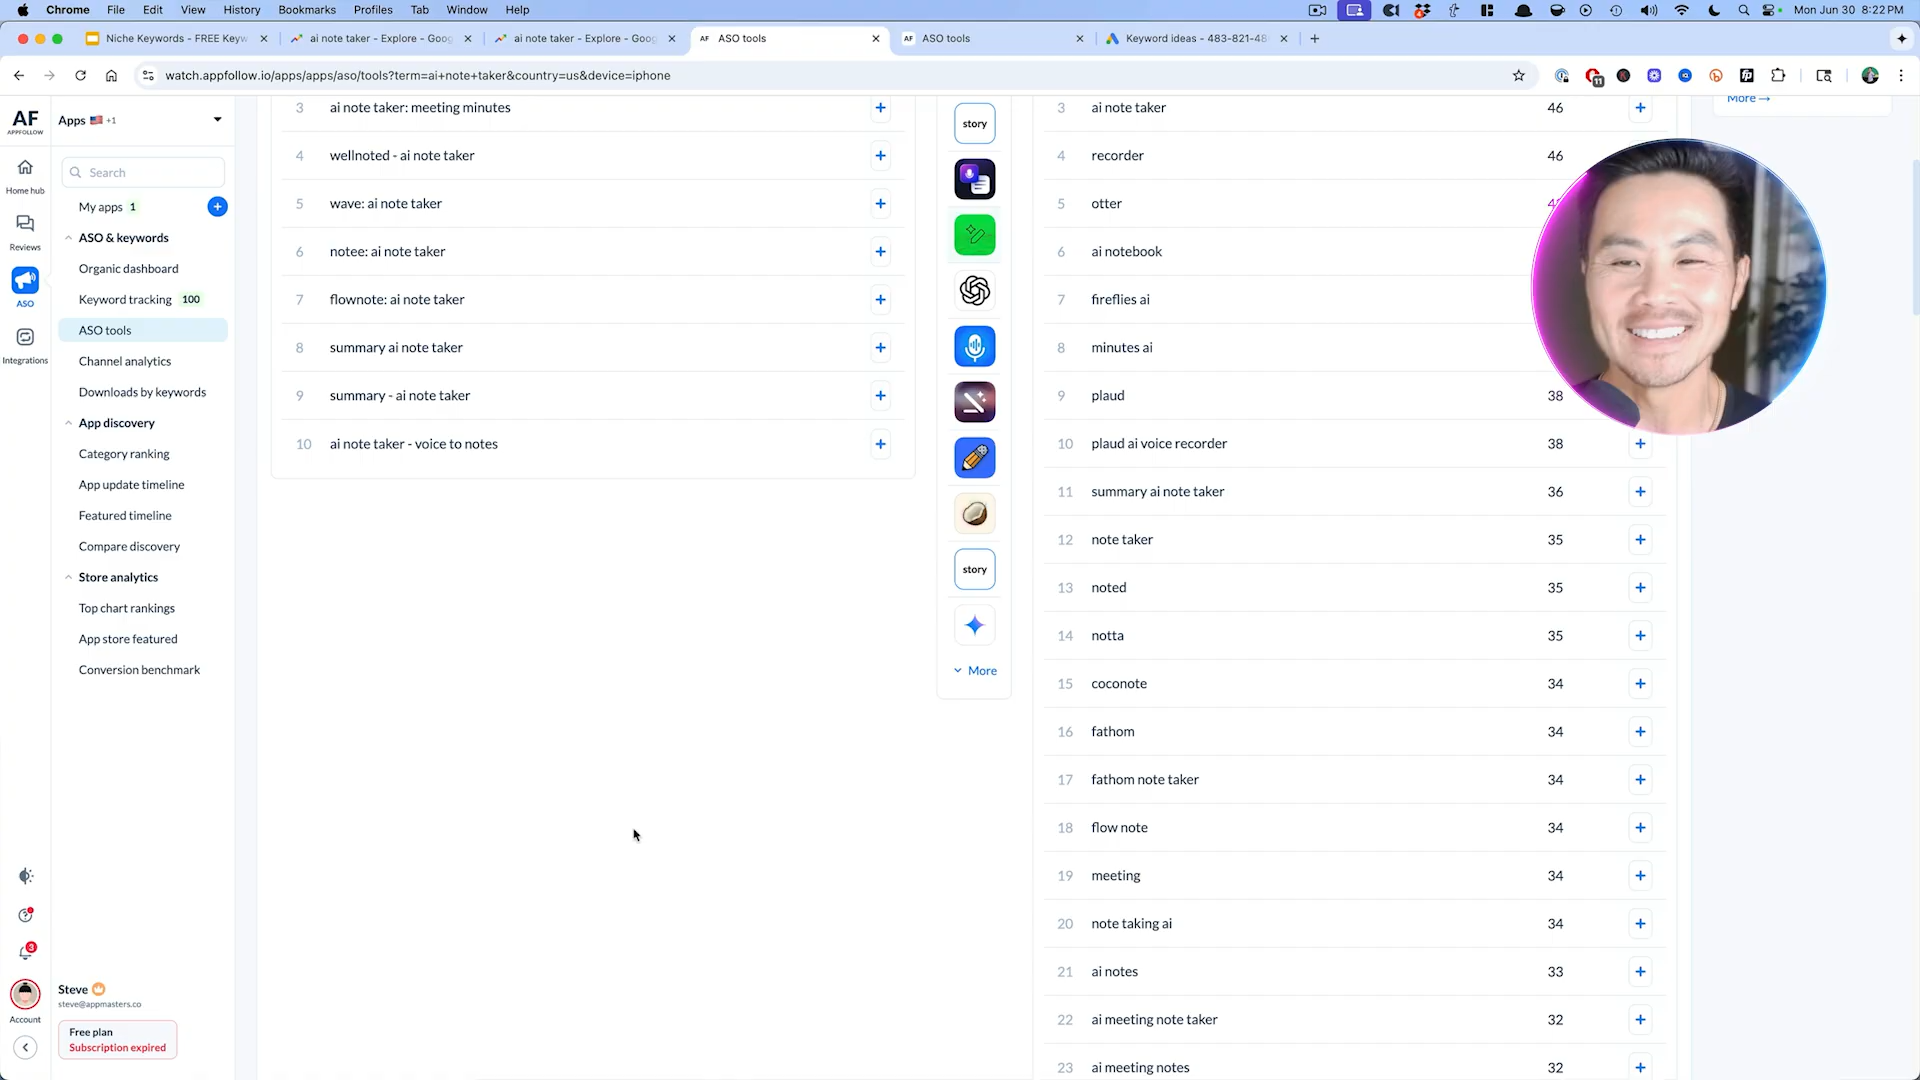 Chrome File Edit View History Bookmarks Profiles Tab Window Help
Mon Jun 30 8:22 PM
Niche Keywords - FREE Keyw
ai note taker - Explore - Goog
ai note taker - Explore - Goog
AF ASO tools
AF ASO tools
Keyword ideas - 483-821-48
watch.appfollow.io/apps/apps/aso/tools?term=ai+note+taker&country=us&device=iphone
11
AF
APPFOLLOW
Home hub
Reviews
ASO
Integrations
3
Account
Apps +1
Search
My apps 1
ASO & keywords
Organic dashboard
Keyword tracking 100
ASO tools
Channel analytics
Downloads by keywords
App discovery
Category ranking
App update timeline
Featured timeline
Compare discovery
Store analytics
Top chart rankings
App store featured
Conversion benchmark
Steve
steve@appmasters.co
Free plan
Subscription expired
3 ai note taker: meeting minutes +
4 wellnoted - ai note taker +
5 wave: ai note taker +
6 notee: ai note taker +
7 flownote: ai note taker +
8 summary ai note taker +
9 summary - ai note taker +
10 ai note taker - voice to notes +
story
story
More
3 ai note taker 46 +
4 recorder 46
5 otter
6 ai notebook
7 fireflies ai
8 minutes ai
9 plaud 38
10 plaud ai voice recorder 38 +
11 summary ai note taker 36 +
12 note taker 35 +
13 noted 35 +
14 notta 35 +
15 coconote 34 +
16 fathom 34 +
17 fathom note taker 34 +
18 flow note 34 +
19 meeting 34 +
20 note taking ai 34 +
21 ai notes 33 +
22 ai meeting note taker 32 +
23 ai meeting notes 32 +
More →